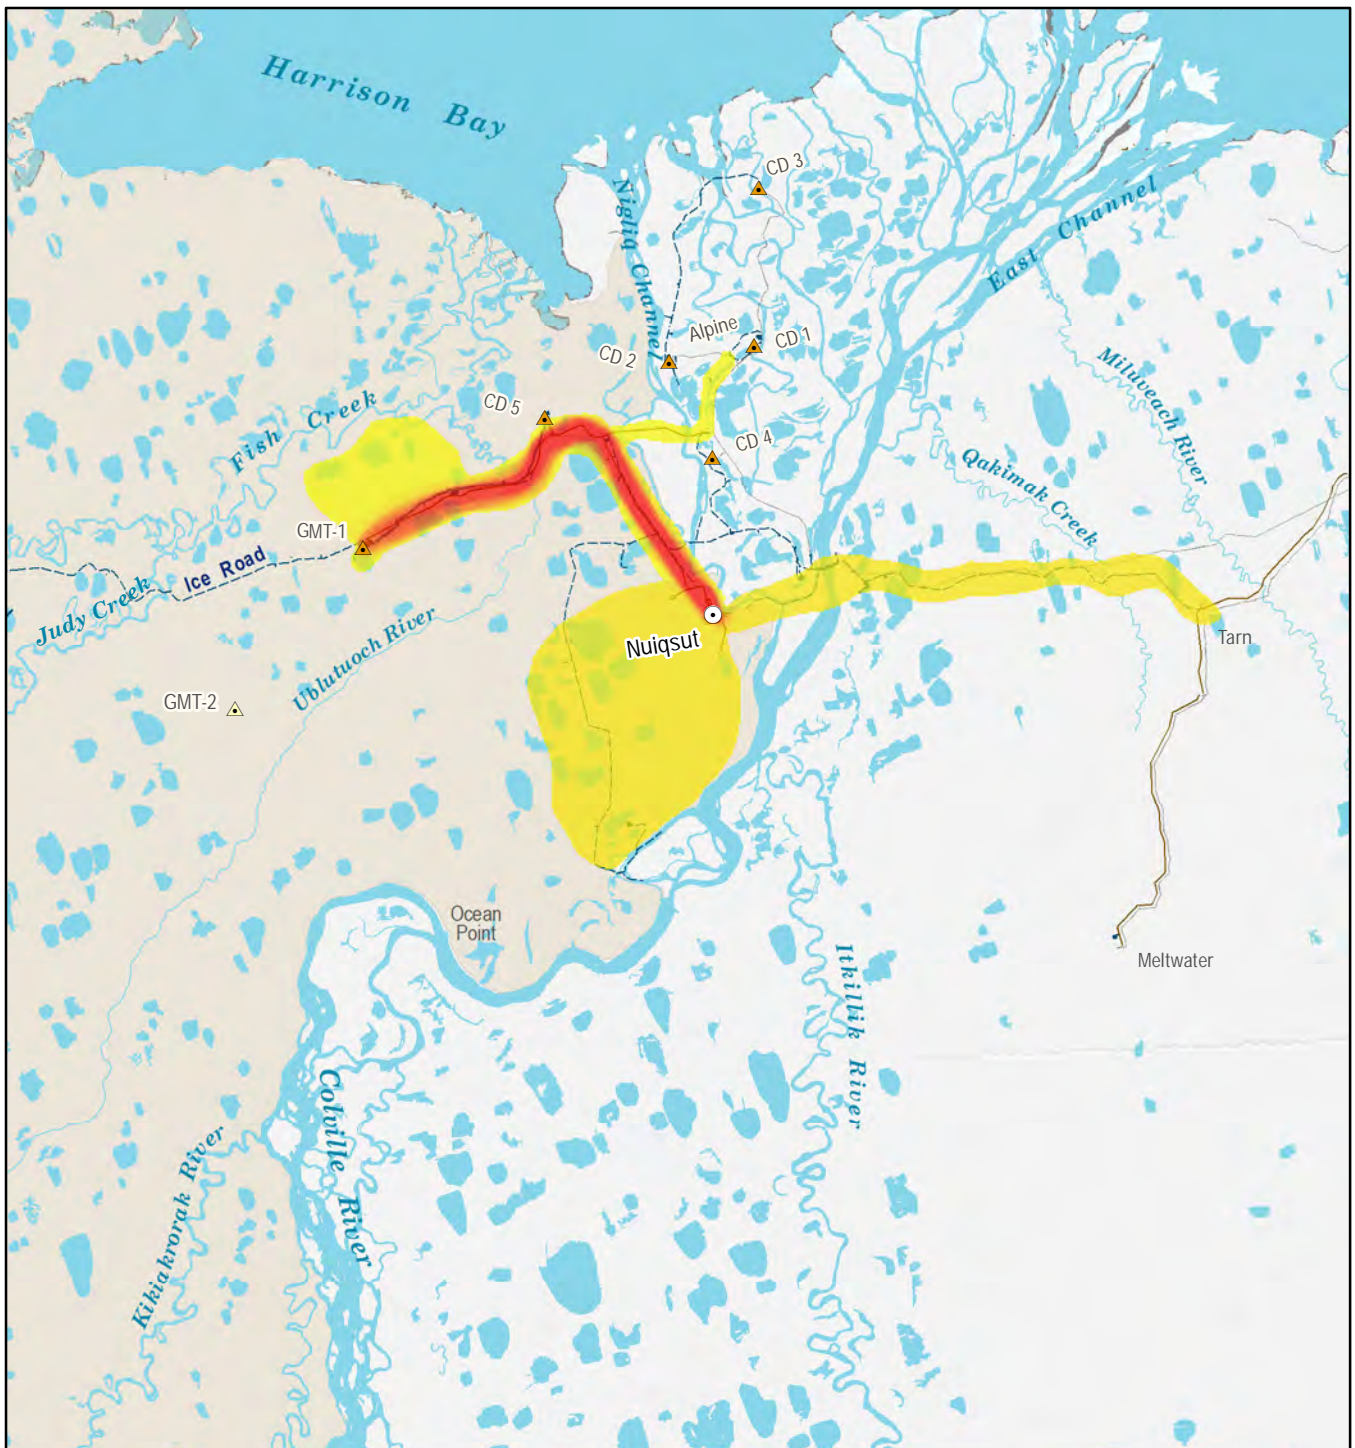 Harrison Bay
CD 3
Nigliq Channel
East Channel
Alpine
CD 1
CD 2
Miluveach River
CD 5
Fish Creek
CD 4
Qakimak Creek
GMT-1
Ice Road
Judy Creek
Nuiqsut
Tarn
Ublutuoch River
GMT-2
Ocean
Point
Meltwater
Itkillik River
Colville River
Kikiakrorak River